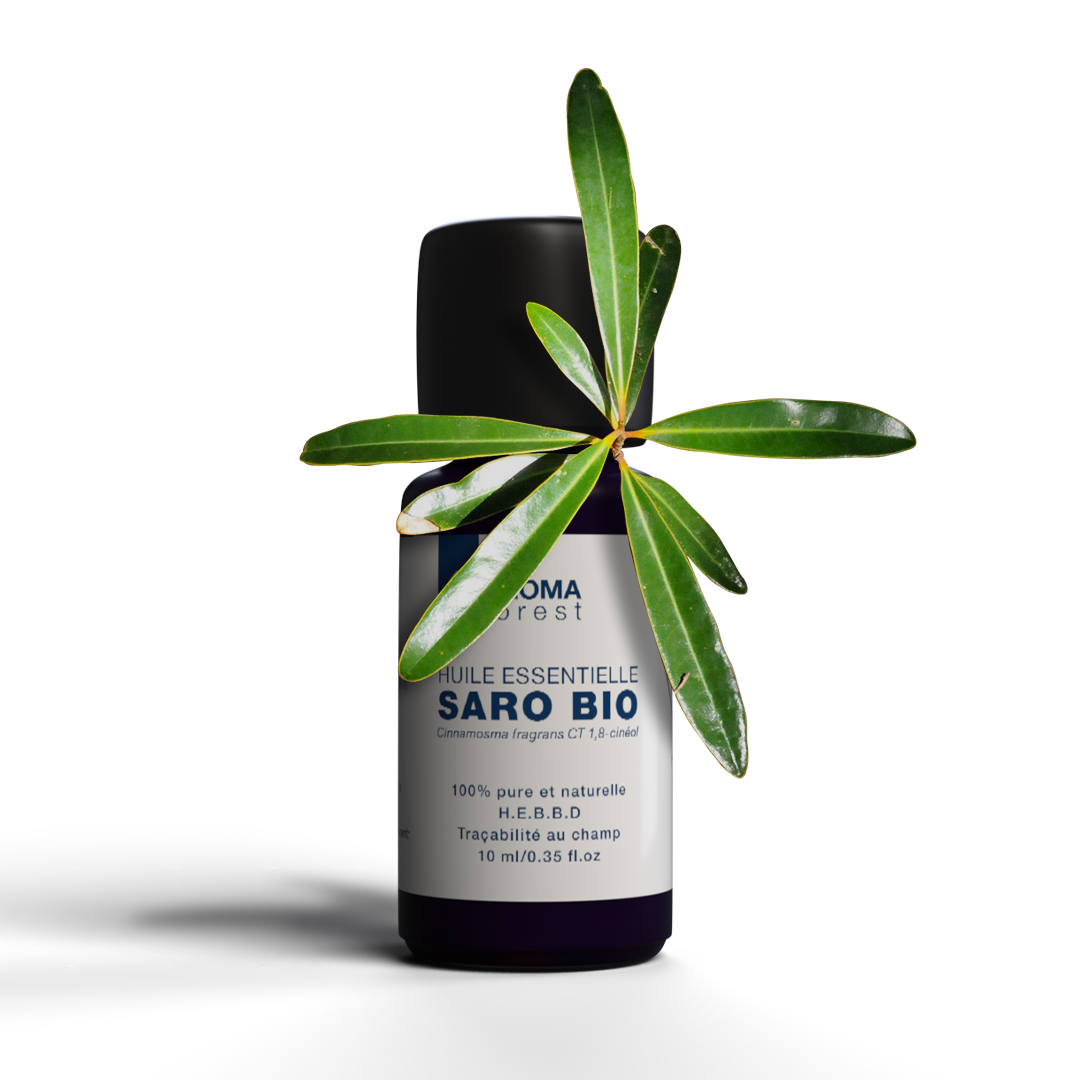 OMA
orest
HUILE ESSENTIELLE
SARO BIO
Cinnamosma fragrans CT 1,8-cinéol
100% pure et naturelle
H.E.B.B.D
Traçabilité au champ
10 ml/0.35 fl.oz